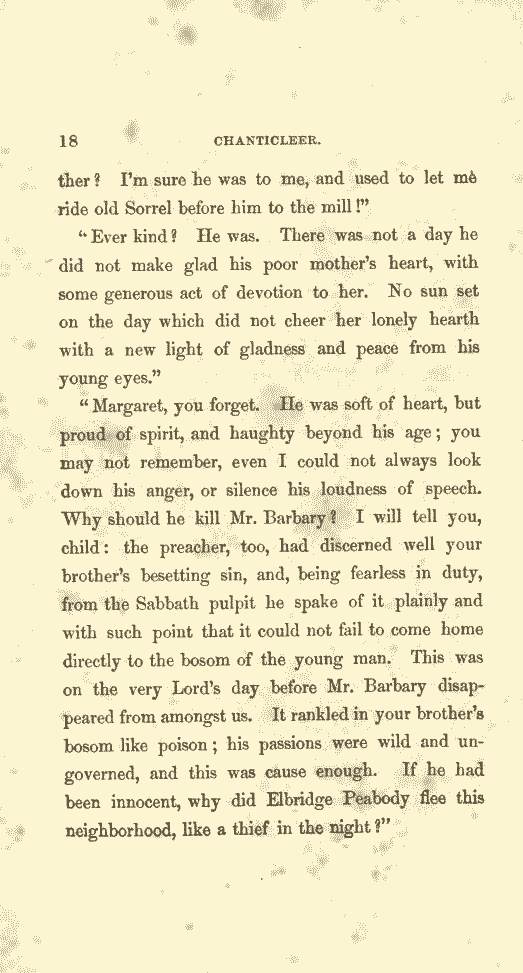 18 CHANTICLEER.
ther? I'm sure he was to me, and used to let me
ride old Sorrel before him to the mill!"
"Ever kind? He was. There was not a day he
did not make glad his poor mother's heart, with
some generous act of devotion to her. No sun set
on the day which did not cheer her lonely hearth
with a new light of gladness and peace from his
young eyes."
"Margaret, you forget. He was soft of heart, but
proud of spirit, and haughty beyond his age; you
may not remember, even I could not always look
down his anger, or silence his loudness of speech.
Why should he kill Mr. Barbary? I will tell you,
child: the preacher, too, had discerned well your
brother's besetting sin, and, being fearless in duty,
from the Sabbath pulpit he spake of it plainly and
with such point that it could not fail to come home
directly to the bosom of the young man. This was
on the very Lord's day before Mr. Barbary disap-
peared from amongst us. It rankled in your brother's
bosom like poison; his passions were wild and un-
governed, and this was cause enough. If he had
been innocent, why did Elbridge Peabody flee this
neighborhood, like a thief in the night?"